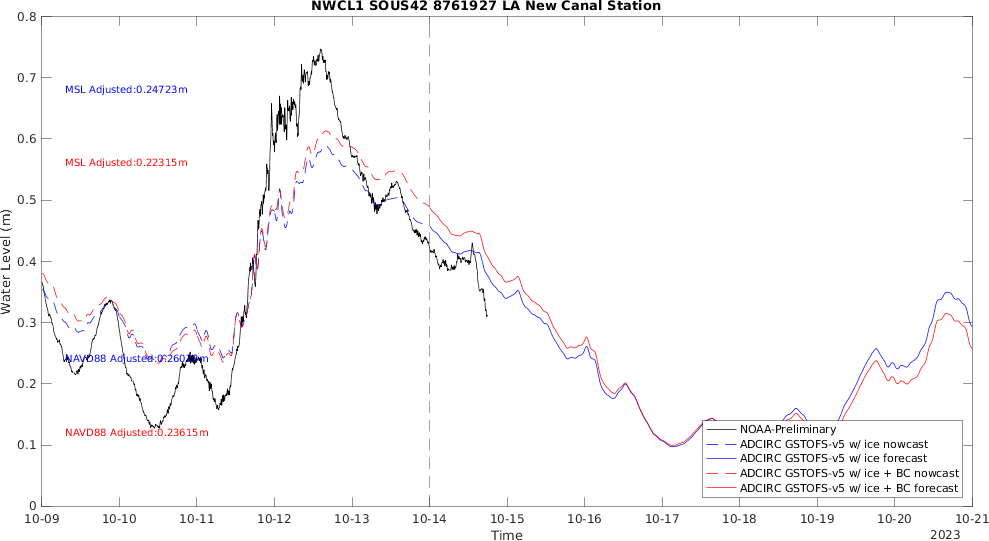 NWCL1 SOUS42 8761927 LA New Canal Station
0.8
0.7
0.6
0.5
0.4
0.3
0.2
0.1
0
Water Level (m)
MSL Adjusted:0.24723m
MSL Adjusted:0.22315m
NAVD88 Adjusted:
NAVD88 Adjusted:0.23615m
NOAA-Preliminary
ADCIRC GSTOFS-v5 w/ ice nowcast
ADCIRC GSTOFS-v5 w/ ice forecast
ADCIRC GSTOFS-v5 w/ ice + BC nowcast
ADCIRC GSTOFS-v5 w/ ice + BC forecast
10-09 10-10 10-11 10-12 10-13 10-14 10-15 10-16 10-17 10-18 10-19 10-20 10-21
Time
2023